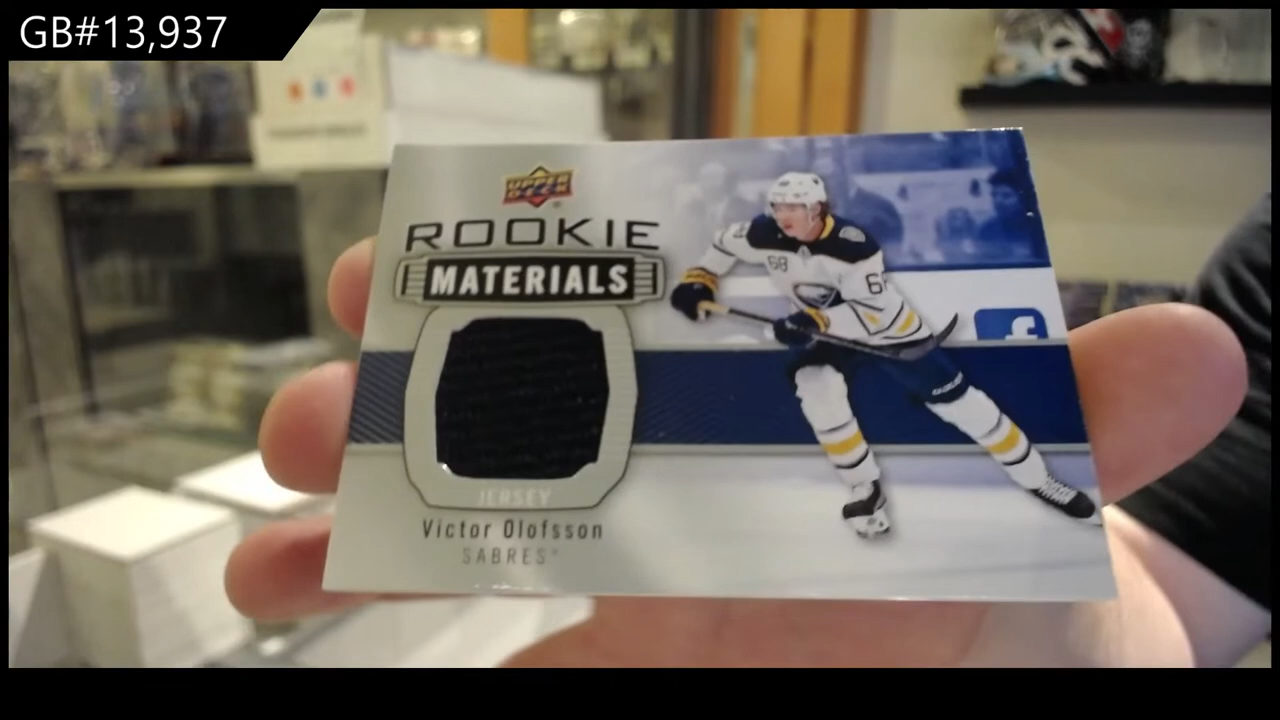 GB#13,937
UPPER
DECK
ROOKIE
MATERIALS
JERSEY
Victor Olofsson
SABRES
68